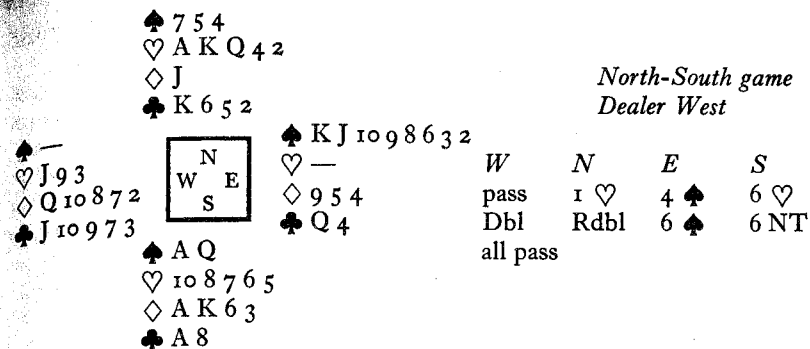 ♠ 7 5 4
♡ A K Q 4 2
♢ J
♣ K 6 5 2
North-South game
Dealer West
♠ —
♡ J 9 3
♢ Q 10 8 7 2
♣ J 10 9 7 3
N
W E
S
♠ K J 10 9 8 6 3 2
♡ —
♢ 9 5 4
♣ Q 4
W N E S
pass 1 ♡ 4 ♠ 6 ♡
Dbl Rdbl 6 ♠ 6 NT
all pass
♠ A Q
♡ 10 8 7 6 5
♢ A K 6 3
♣ A 8